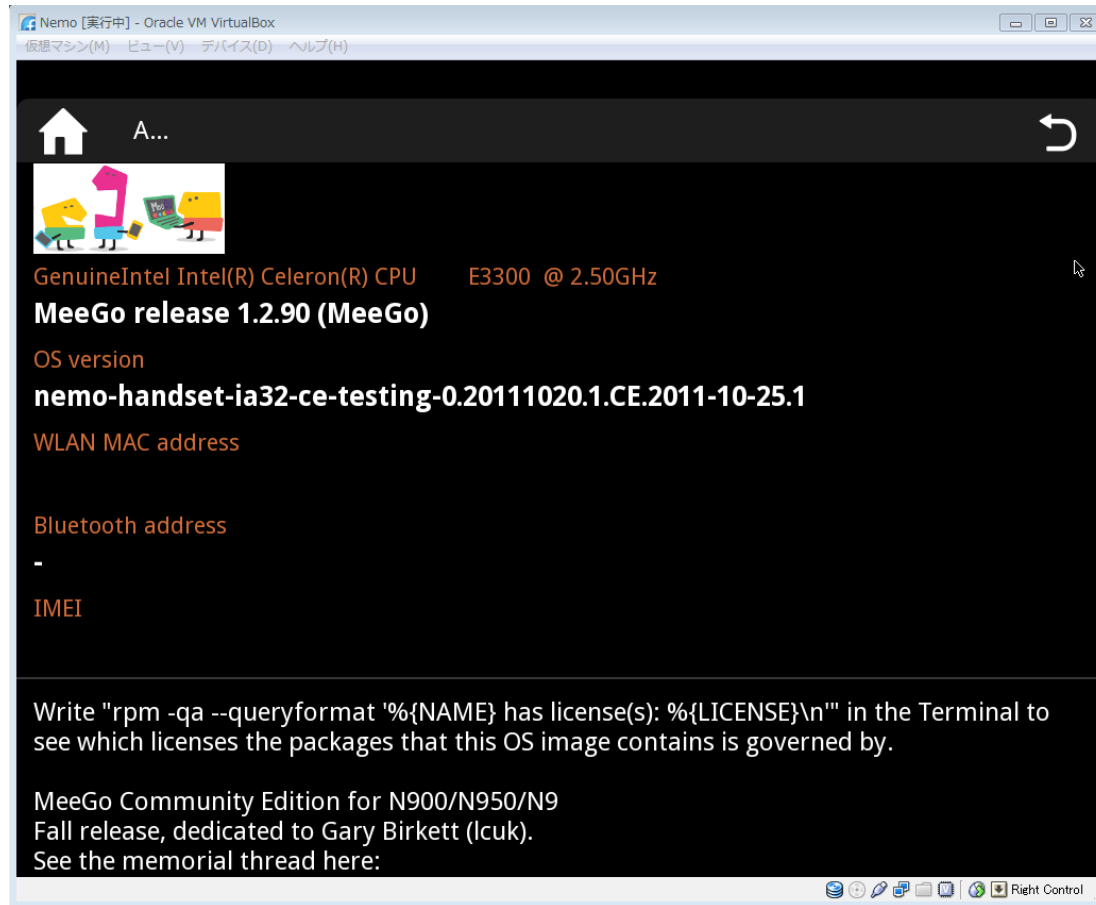 Nemo [実行中] - Oracle VM VirtualBox
仮想マシン(M) ビュー(V) デバイス(D) ヘルプ(H)
A...
GenuineIntel Intel(R) Celeron(R) CPU E3300 @ 2.50GHz
MeeGo release 1.2.90 (MeeGo)
OS version
nemo-handset-ia32-ce-testing-0.20111020.1.CE.2011-10-25.1
WLAN MAC address
Bluetooth address
-
IMEI
Write "rpm -qa --queryformat '%{NAME} has license(s): %{LICENSE}\n'" in the Terminal to
see which licenses the packages that this OS image contains is governed by.
MeeGo Community Edition for N900/N950/N9
Fall release, dedicated to Gary Birkett (lcuk).
See the memorial thread here:
Right Control